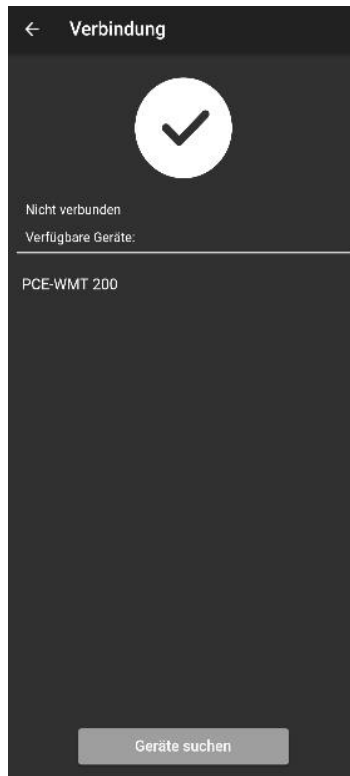 Verbindung
Nicht verbunden
Verfügbare Geräte:
PCE-WMT 200
Geräte suchen